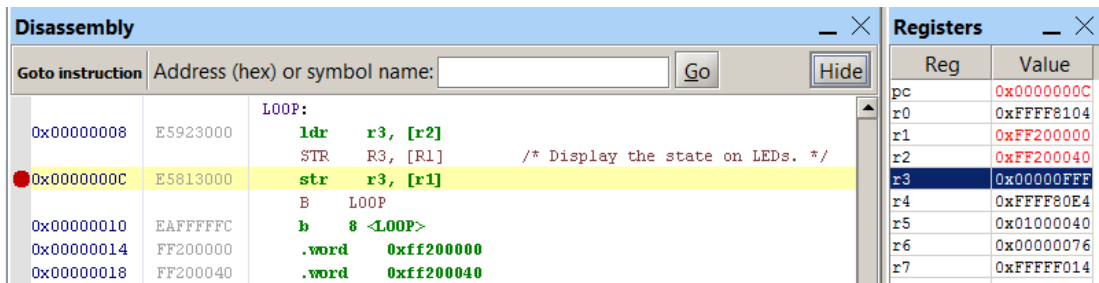 Disassembly
Goto instruction Address (hex) or symbol name: Go Hide
LOOP:
0x00000008 E5923000 ldr r3, [r2]
STR R3, [R1] /* Display the state on LEDs. */
0x0000000C E5813000 str r3, [r1]
B LOOP
0x00000010 EAFFFFFC b 8 <LOOP>
0x00000014 FF200000 .word 0xff200000
0x00000018 FF200040 .word 0xff200040
Registers
Reg Value
pc 0x0000000C
r0 0xFFFF8104
r1 0xFF200000
r2 0xFF200040
r3 0x00000FFF
r4 0xFFFF80E4
r5 0x01000040
r6 0x00000076
r7 0xFFFFF014